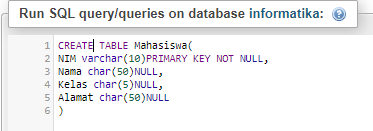 Run SQL query/queries on database informatika:
1 CREATE TABLE Mahasiswa(
2 NIM varchar(10)PRIMARY KEY NOT NULL,
3 Nama char(50)NULL,
4 Kelas char(5)NULL,
5 Alamat char(50)NULL
6 )